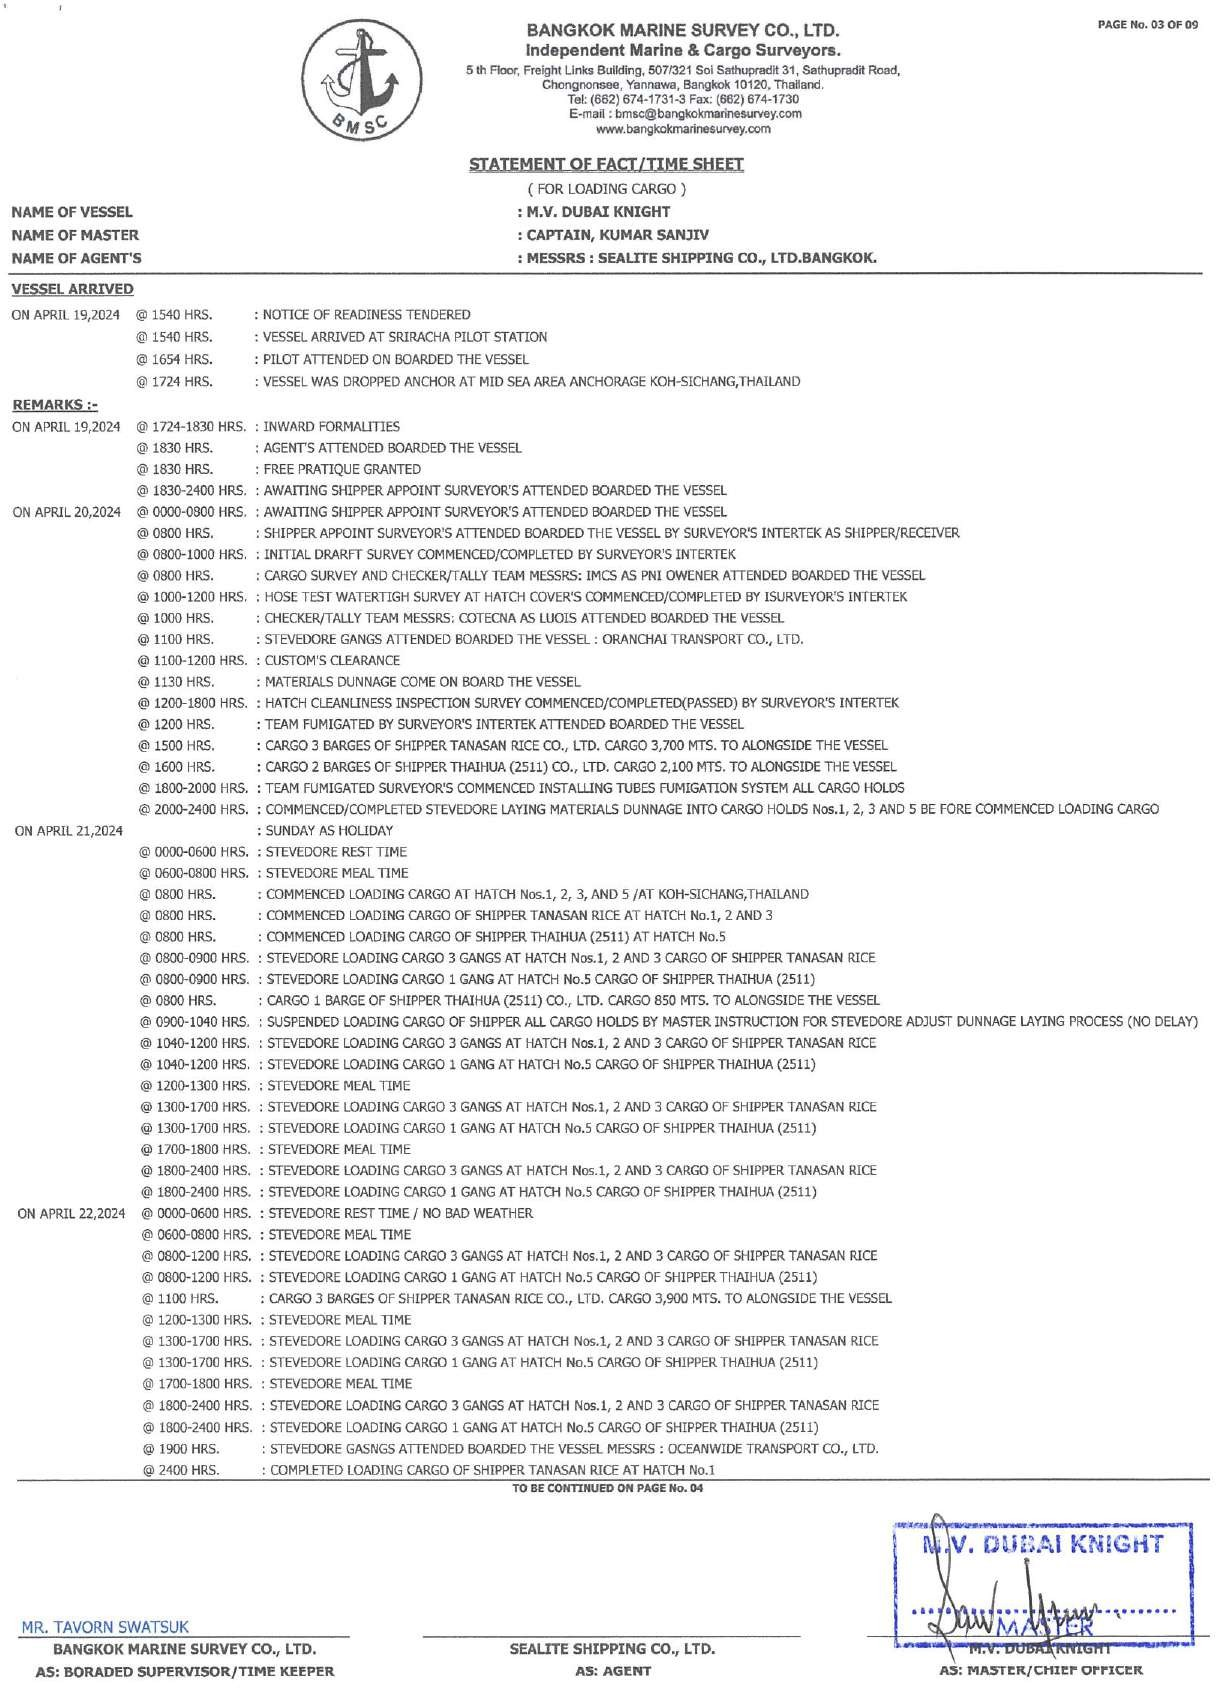 PAGE No. 03 OF 09
BMSC
BANGKOK MARINE SURVEY CO., LTD.
Independent Marine & Cargo Surveyors.
5 th Floor, Freight Links Building, 507/321 Soi Sathupradit 31, Sathupradit Road,
Chongnonsee, Yannawa, Bangkok 10120, Thailand.
Tel: (662) 674-1731-3 Fax: (662) 674-1730
E-mail : bmsc@bangkokmarinesurvey.com
www.bangkokmarinesurvey.com
STATEMENT OF FACT/TIME SHEET
( FOR LOADING CARGO )
NAME OF VESSEL : M.V. DUBAI KNIGHT
NAME OF MASTER : CAPTAIN, KUMAR SANJIV
NAME OF AGENT'S : MESSRS : SEALITE SHIPPING CO., LTD.BANGKOK.
VESSEL ARRIVED
ON APRIL 19,2024 @ 1540 HRS. : NOTICE OF READINESS TENDERED
@ 1540 HRS. : VESSEL ARRIVED AT SRIRACHA PILOT STATION
@ 1654 HRS. : PILOT ATTENDED ON BOARDED THE VESSEL
@ 1724 HRS. : VESSEL WAS DROPPED ANCHOR AT MID SEA AREA ANCHORAGE KOH-SICHANG,THAILAND
REMARKS :-
ON APRIL 19,2024 @ 1724-1830 HRS. : INWARD FORMALITIES
@ 1830 HRS. : AGENT'S ATTENDED BOARDED THE VESSEL
@ 1830 HRS. : FREE PRATIQUE GRANTED
@ 1830-2400 HRS. : AWAITING SHIPPER APPOINT SURVEYOR'S ATTENDED BOARDED THE VESSEL
ON APRIL 20,2024 @ 0000-0800 HRS. : AWAITING SHIPPER APPOINT SURVEYOR'S ATTENDED BOARDED THE VESSEL
@ 0800 HRS. : SHIPPER APPOINT SURVEYOR'S ATTENDED BOARDED THE VESSEL BY SURVEYOR'S INTERTEK AS SHIPPER/RECEIVER
@ 0800-1000 HRS. : INITIAL DRARFT SURVEY COMMENCED/COMPLETED BY SURVEYOR'S INTERTEK
@ 0800 HRS. : CARGO SURVEY AND CHECKER/TALLY TEAM MESSRS: IMCS AS PNI OWENER ATTENDED BOARDED THE VESSEL
@ 1000-1200 HRS. : HOSE TEST WATERTIGH SURVEY AT HATCH COVER'S COMMENCED/COMPLETED BY ISURVEYOR'S INTERTEK
@ 1000 HRS. : CHECKER/TALLY TEAM MESSRS: COTECNA AS LUOIS ATTENDED BOARDED THE VESSEL
@ 1100 HRS. : STEVEDORE GANGS ATTENDED BOARDED THE VESSEL : ORANCHAI TRANSPORT CO., LTD.
@ 1100-1200 HRS. : CUSTOM'S CLEARANCE
@ 1130 HRS. : MATERIALS DUNNAGE COME ON BOARD THE VESSEL
@ 1200-1800 HRS. : HATCH CLEANLINESS INSPECTION SURVEY COMMENCED/COMPLETED(PASSED) BY SURVEYOR'S INTERTEK
@ 1200 HRS. : TEAM FUMIGATED BY SURVEYOR'S INTERTEK ATTENDED BOARDED THE VESSEL
@ 1500 HRS. : CARGO 3 BARGES OF SHIPPER TANASAN RICE CO., LTD. CARGO 3,700 MTS. TO ALONGSIDE THE VESSEL
@ 1600 HRS. : CARGO 2 BARGES OF SHIPPER THAIHUA (2511) CO., LTD. CARGO 2,100 MTS. TO ALONGSIDE THE VESSEL
@ 1800-2000 HRS. : TEAM FUMIGATED SURVEYOR'S COMMENCED INSTALLING TUBES FUMIGATION SYSTEM ALL CARGO HOLDS
@ 2000-2400 HRS. : COMMENCED/COMPLETED STEVEDORE LAYING MATERIALS DUNNAGE INTO CARGO HOLDS Nos.1, 2, 3 AND 5 BE FORE COMMENCED LOADING CARGO
ON APRIL 21,2024 : SUNDAY AS HOLIDAY
@ 0000-0600 HRS. : STEVEDORE REST TIME
@ 0600-0800 HRS. : STEVEDORE MEAL TIME
@ 0800 HRS. : COMMENCED LOADING CARGO AT HATCH Nos.1, 2, 3, AND 5 /AT KOH-SICHANG,THAILAND
@ 0800 HRS. : COMMENCED LOADING CARGO OF SHIPPER TANASAN RICE AT HATCH No.1, 2 AND 3
@ 0800 HRS. : COMMENCED LOADING CARGO OF SHIPPER THAIHUA (2511) AT HATCH No.5
@ 0800-0900 HRS. : STEVEDORE LOADING CARGO 3 GANGS AT HATCH Nos.1, 2 AND 3 CARGO OF SHIPPER TANASAN RICE
@ 0800-0900 HRS. : STEVEDORE LOADING CARGO 1 GANG AT HATCH No.5 CARGO OF SHIPPER THAIHUA (2511)
@ 0800 HRS. : CARGO 1 BARGE OF SHIPPER THAIHUA (2511) CO., LTD. CARGO 850 MTS. TO ALONGSIDE THE VESSEL
@ 0900-1040 HRS. : SUSPENDED LOADING CARGO OF SHIPPER ALL CARGO HOLDS BY MASTER INSTRUCTION FOR STEVEDORE ADJUST DUNNAGE LAYING PROCESS (NO DELAY)
@ 1040-1200 HRS. : STEVEDORE LOADING CARGO 3 GANGS AT HATCH Nos.1, 2 AND 3 CARGO OF SHIPPER TANASAN RICE
@ 1040-1200 HRS. : STEVEDORE LOADING CARGO 1 GANG AT HATCH No.5 CARGO OF SHIPPER THAIHUA (2511)
@ 1200-1300 HRS. : STEVEDORE MEAL TIME
@ 1300-1700 HRS. : STEVEDORE LOADING CARGO 3 GANGS AT HATCH Nos.1, 2 AND 3 CARGO OF SHIPPER TANASAN RICE
@ 1300-1700 HRS. : STEVEDORE LOADING CARGO 1 GANG AT HATCH No.5 CARGO OF SHIPPER THAIHUA (2511)
@ 1700-1800 HRS. : STEVEDORE MEAL TIME
@ 1800-2400 HRS. : STEVEDORE LOADING CARGO 3 GANGS AT HATCH Nos.1, 2 AND 3 CARGO OF SHIPPER TANASAN RICE
@ 1800-2400 HRS. : STEVEDORE LOADING CARGO 1 GANG AT HATCH No.5 CARGO OF SHIPPER THAIHUA (2511)
ON APRIL 22,2024 @ 0000-0600 HRS. : STEVEDORE REST TIME / NO BAD WEATHER
@ 0600-0800 HRS. : STEVEDORE MEAL TIME
@ 0800-1200 HRS. : STEVEDORE LOADING CARGO 3 GANGS AT HATCH Nos.1, 2 AND 3 CARGO OF SHIPPER TANASAN RICE
@ 0800-1200 HRS. : STEVEDORE LOADING CARGO 1 GANG AT HATCH No.5 CARGO OF SHIPPER THAIHUA (2511)
@ 1100 HRS. : CARGO 3 BARGES OF SHIPPER TANASAN RICE CO., LTD. CARGO 3,900 MTS. TO ALONGSIDE THE VESSEL
@ 1200-1300 HRS. : STEVEDORE MEAL TIME
@ 1300-1700 HRS. : STEVEDORE LOADING CARGO 3 GANGS AT HATCH Nos.1, 2 AND 3 CARGO OF SHIPPER TANASAN RICE
@ 1300-1700 HRS. : STEVEDORE LOADING CARGO 1 GANG AT HATCH No.5 CARGO OF SHIPPER THAIHUA (2511)
@ 1700-1800 HRS. : STEVEDORE MEAL TIME
@ 1800-2400 HRS. : STEVEDORE LOADING CARGO 3 GANGS AT HATCH Nos.1, 2 AND 3 CARGO OF SHIPPER TANASAN RICE
@ 1800-2400 HRS. : STEVEDORE LOADING CARGO 1 GANG AT HATCH No.5 CARGO OF SHIPPER THAIHUA (2511)
@ 1900 HRS. : STEVEDORE GASNGS ATTENDED BOARDED THE VESSEL MESSRS : OCEANWIDE TRANSPORT CO., LTD.
@ 2400 HRS. : COMPLETED LOADING CARGO OF SHIPPER TANASAN RICE AT HATCH No.1
TO BE CONTINUED ON PAGE No. 04
M.V. DUBAI KNIGHT
MASTER
MR. TAVORN SWATSUK
BANGKOK MARINE SURVEY CO., LTD. SEALITE SHIPPING CO., LTD. M.V. DUBAI KNIGHT
AS: BORADED SUPERVISOR/TIME KEEPER AS: AGENT AS: MASTER/CHIEF OFFICER